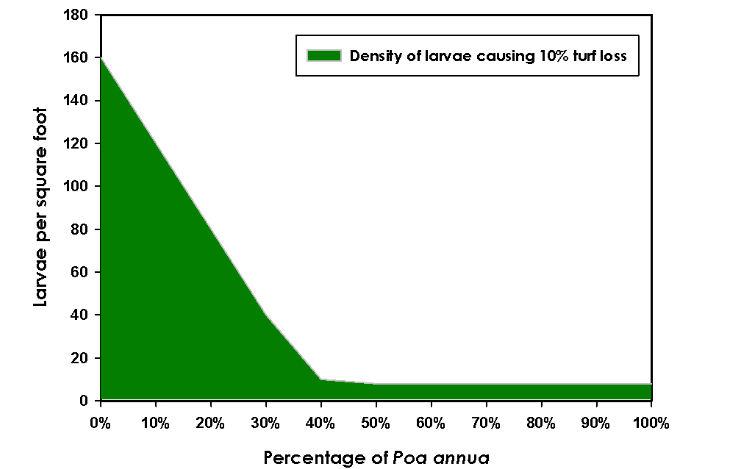 180
160
140
120
100
80
60
40
20
0
Larvae per square foot
Density of larvae causing 10% turf loss
0% 10% 20% 30% 40% 50% 60% 70% 80% 90% 100%
Percentage of Poa annua